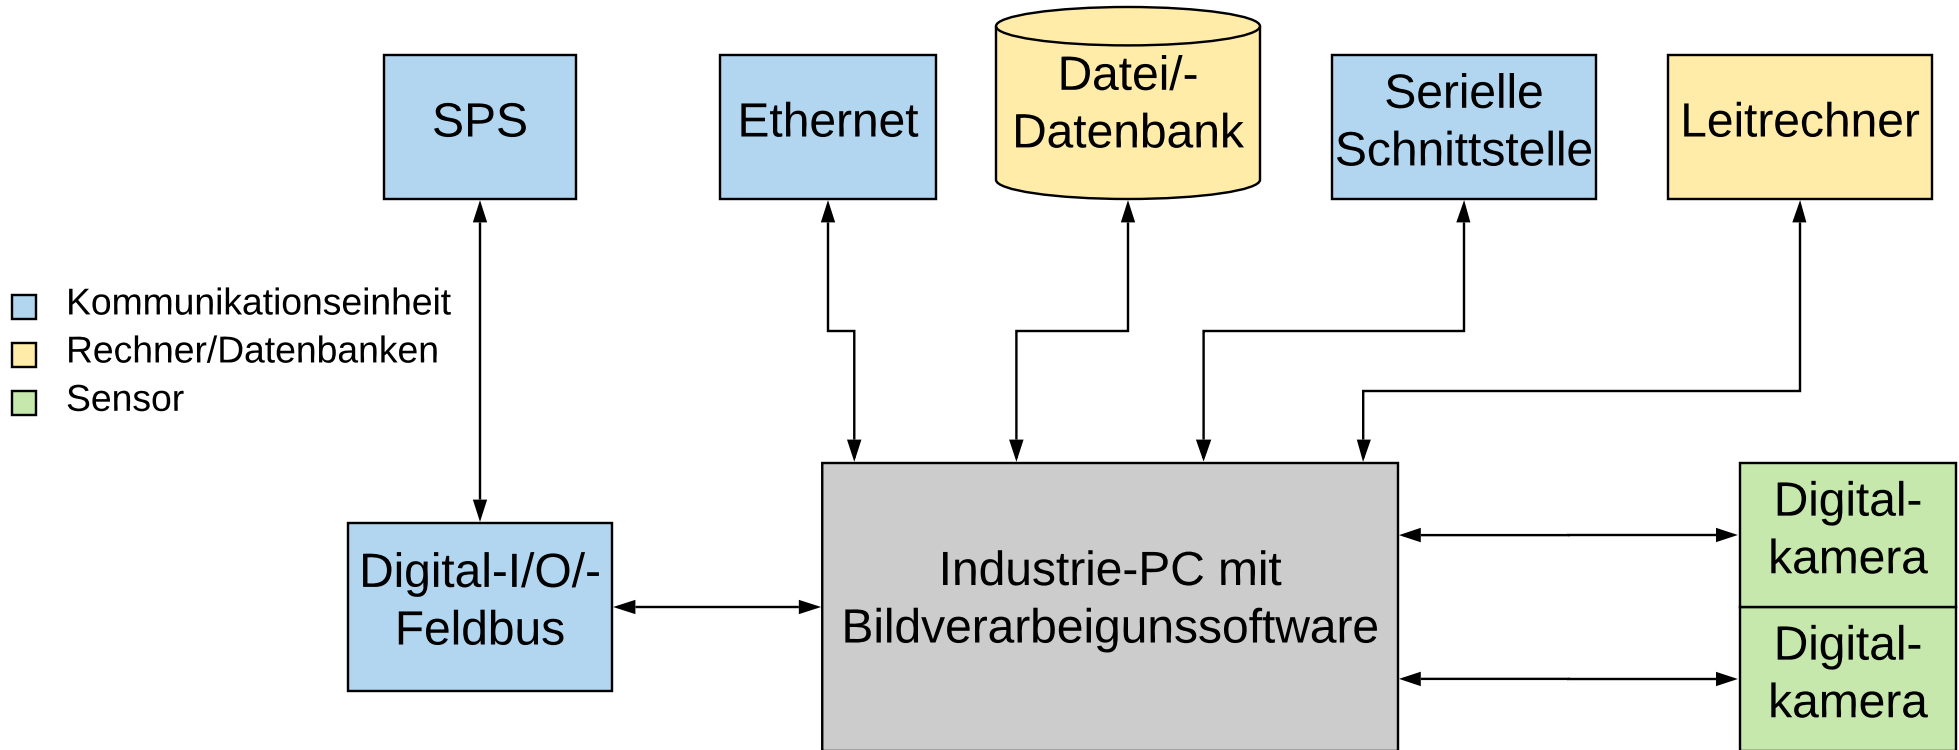 SPS
Ethernet
Datei/-
Datenbank
Serielle
Schnittstelle
Leitrechner
Kommunikationseinheit
Rechner/Datenbanken
Sensor
Digital-I/O/-
Feldbus
Industrie-PC mit
Bildverarbeigunssoftware
Digital-
kamera
Digital-
kamera